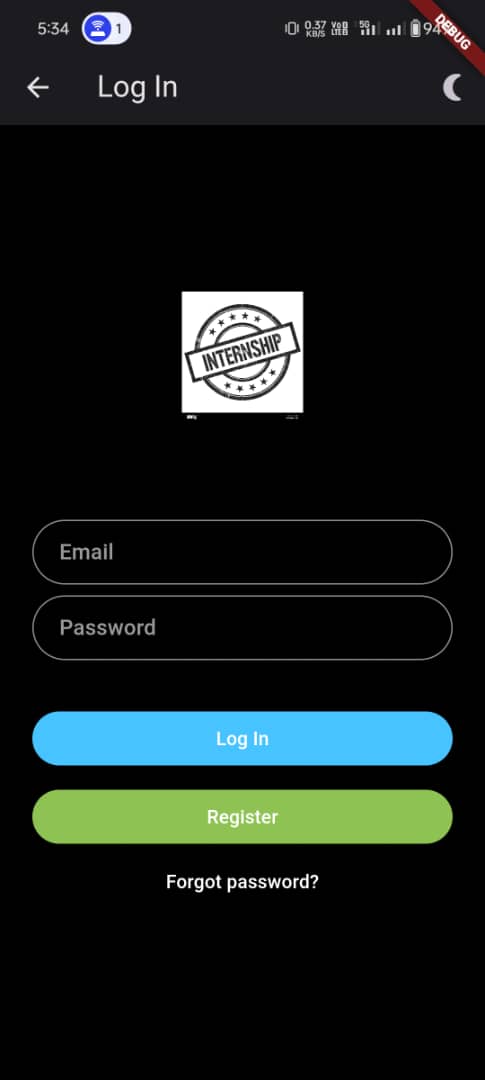 5:34
1
0.37
KB/S
Vo
LTE
5G
94
DEBUG
Log In
INTERNSHIP
Email
Password
Log In
Register
Forgot password?